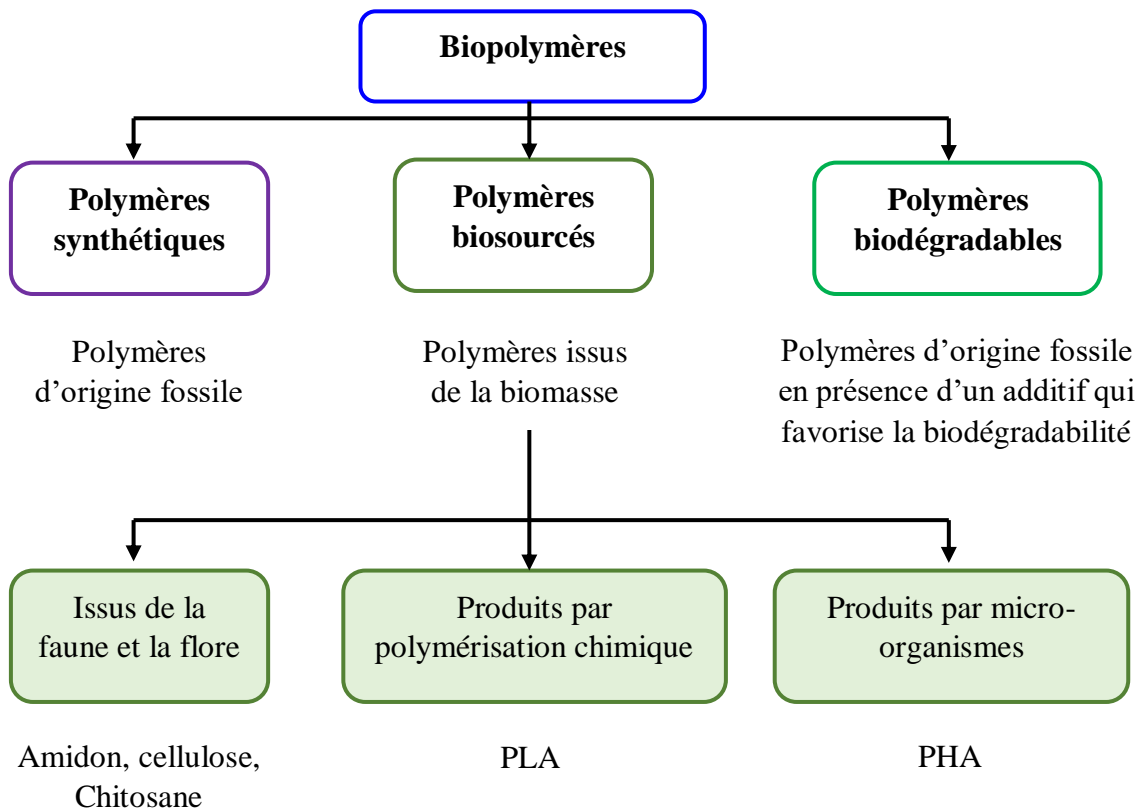 Biopolymères
Polymères
synthétiques
Polymères
biosourcés
Polymères
biodégradables
Polymères
d’origine fossile
Polymères issus
de la biomasse
Polymères d’origine fossile
en présence d’un additif qui
favorise la biodégradabilité
Issus de la
faune et la flore
Produits par
polymérisation chimique
Produits par micro-
organismes
Amidon, cellulose,
Chitosane
PLA
PHA